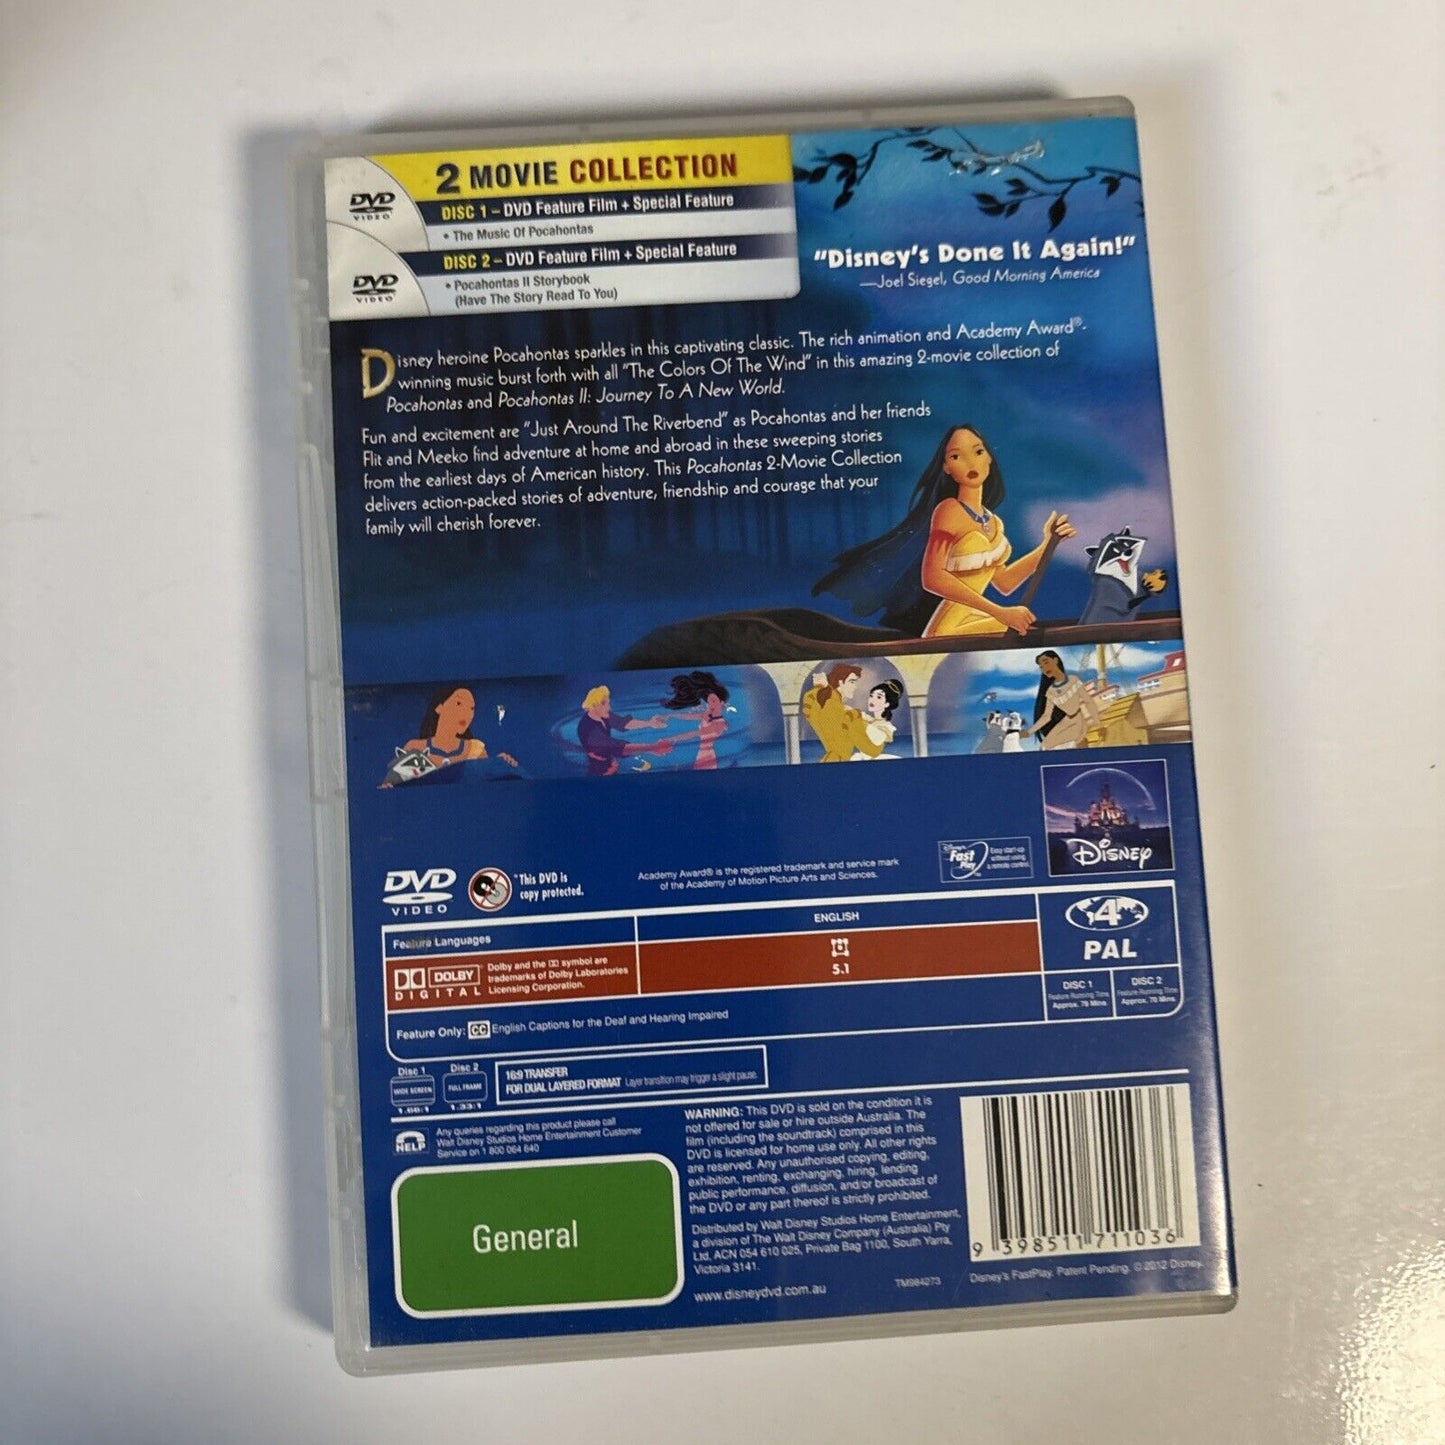 2 MOVIE COLLECTION
DVD
VIDEO
DISC 1 – DVD Feature Film + Special Feature
• The Music Of Pocahontas
DISC 2 – DVD Feature Film + Special Feature
DVD
VIDEO
• Pocahontas II Storybook
(Have The Story Read To You)
"Disney's Done It Again!"
—Joel Siegel, Good Morning America
Disney heroine Pocahontas sparkles in this captivating classic. The rich animation and Academy Award®-
winning music burst forth with all "The Colors Of The Wind" in this amazing 2-movie collection of
Pocahontas and Pocahontas II: Journey To A New World.
Fun and excitement are "Just Around The Riverbend" as Pocahontas and her friends
Flit and Meeko find adventure at home and abroad in these sweeping stories
from the earliest days of American history. This Pocahontas 2-Movie Collection
delivers action-packed stories of adventure, friendship and courage that your
family will cherish forever.
DVD
VIDEO
"This DVD is
copy protected.
Academy Award® is the registered trademark and service mark
of the Academy of Motion Picture Arts and Sciences.
Disney's
Fast
Play
Easy start-up
without using
a remote control.
Disney
Feature Languages
ENGLISH
DOLBY
DIGITAL
Dolby and the symbol are
trademarks of Dolby Laboratories
Licensing Corporation.
5.1
4
PAL
DISC 1
Feature Running Time
Approx. 78 Mins
DISC 2
Feature Running Time
Approx. 70 Mins
Feature Only: CC English Captions for the Deaf and Hearing Impaired
Disc 1
WIDE SCREEN
1.66:1
Disc 2
FULL FRAME
1.33:1
16:9 TRANSFER
FOR DUAL LAYERED FORMAT Layer transition may trigger a slight pause.
HELP
Any queries regarding this product please call
Walt Disney Studios Home Entertainment Customer
Service on 1 800 064 640
General
WARNING: This DVD is sold on the condition it is
not offered for sale or hire outside Australia. The
film (including the soundtrack) comprised in this
DVD is licensed for home use only. All other rights
are reserved. Any unauthorised copying, editing,
exhibition, renting, exchanging, hiring, lending
public performance, diffusion, and/or broadcast of
the DVD or any part thereof is strictly prohibited.
Distributed by Walt Disney Studios Home Entertainment,
a division of The Walt Disney Company (Australia) Pty
Ltd, ACN 054 610 025, Private Bag 1100, South Yarra,
Victoria 3141.
www.disneydvd.com.au
TM984273
9 398511 711036
Disney's FastPlay. Patent Pending. © 2012 Disney.